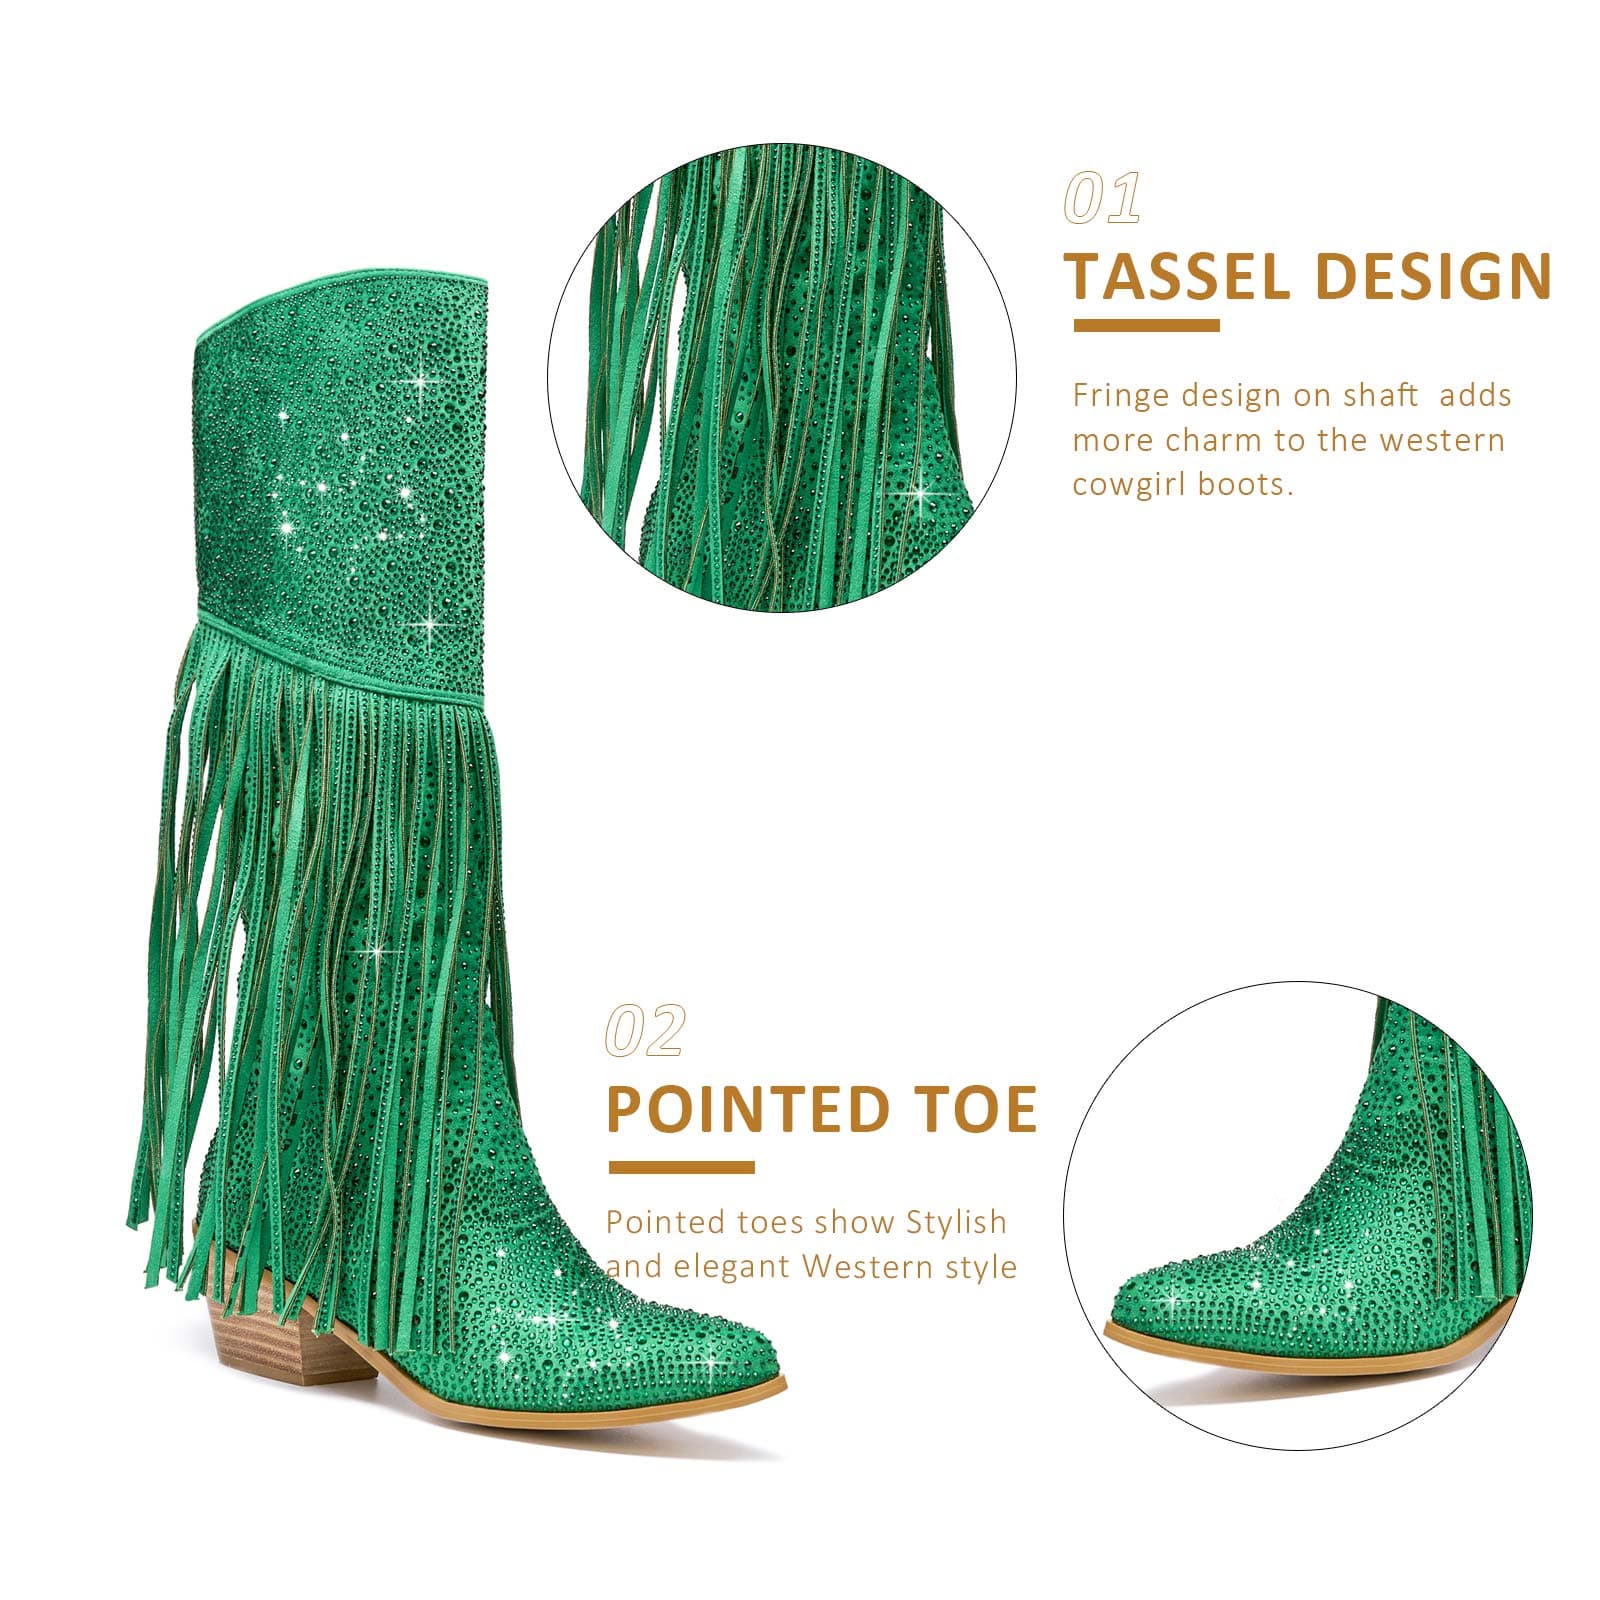 01
TASSEL DESIGN
Fringe design on shaft adds
more charm to the western
cowgirl boots.
02
POINTED TOE
Pointed toes show Stylish
and elegant Western style